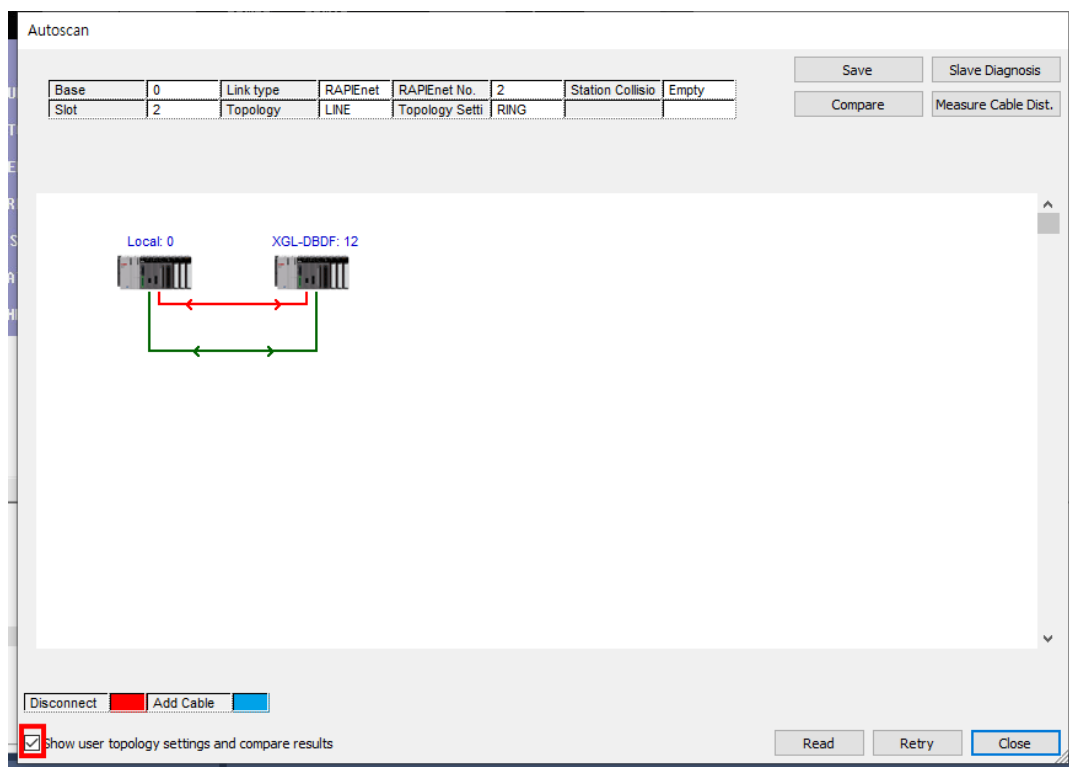 Autoscan
Save Slave Diagnosis
Base 0 Link type RAPIEnet RAPIEnet No. 2 Station Collisio Empty
Compare Measure Cable Dist.
Slot 2 Topology LINE Topology Setti RING
Local: 0 XGL-DBDF: 12
Disconnect Add Cable
Show user topology settings and compare results
Read Retry Close